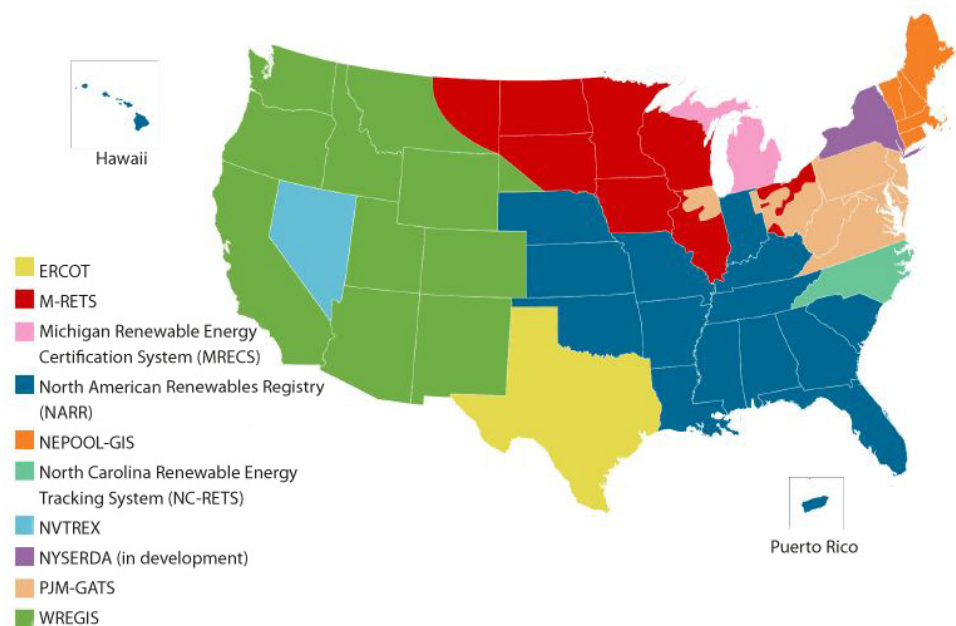 Hawaii
ERCOT
M-RETS
Michigan Renewable Energy
Certification System (MRECS)
North American Renewables Registry
(NARR)
NEPOOL-GIS
North Carolina Renewable Energy
Tracking System (NC-RETS)
NVTREX
NYSERDA (in development)
PJM-GATS
WREGIS
Puerto Rico